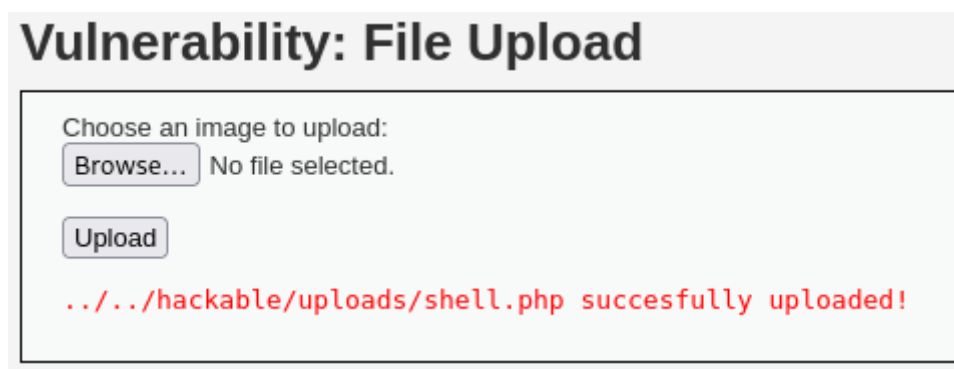 Vulnerability: File Upload
Choose an image to upload:
Browse... No file selected.
Upload
../../hackable/uploads/shell.php succesfully uploaded!